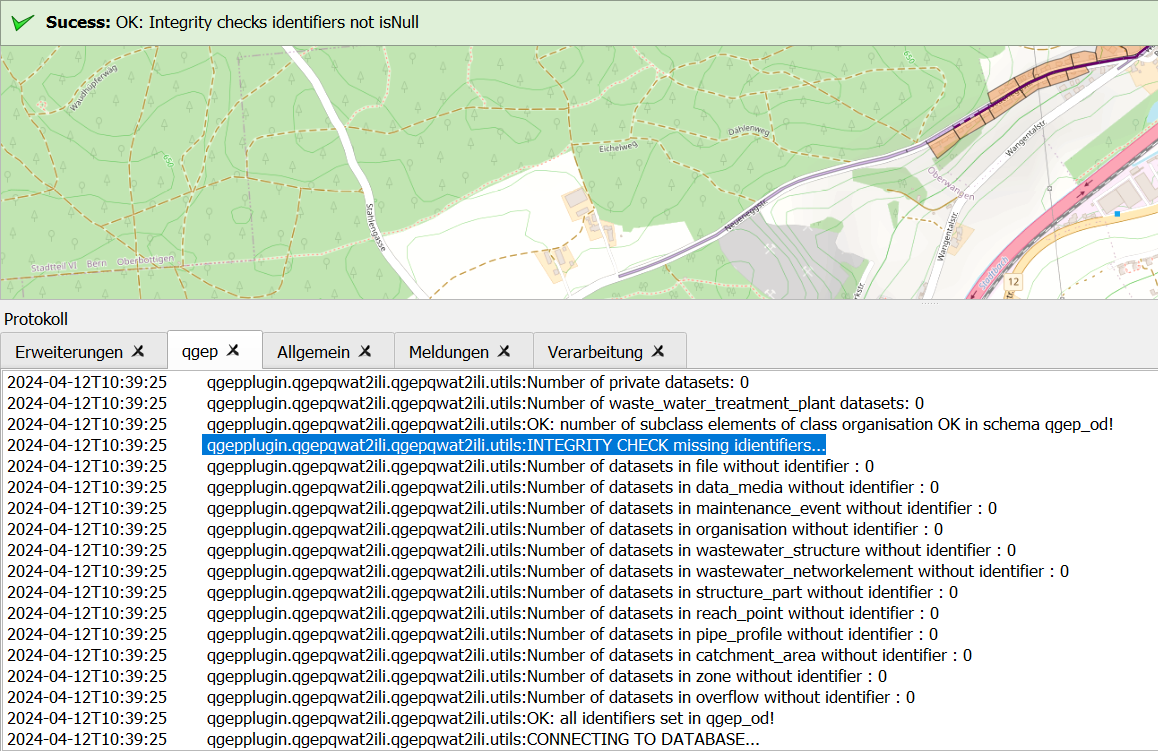 Sucess: OK: Integrity checks identifiers not isNull
Waldhüpferweg
650
Dahlenweg
Eichelweg
Wangentalstr
650
Oberwangen
Stahlengasse
Neueneggstr
Wangentalstr.
Stadtteil VI Bern Oberbottigen
Stadtbach
12
Protokoll
Erweiterungen
qgep
Allgemein
Meldungen
Verarbeitung
2024-04-12T10:39:25 qgepplugin.qgepqwat2ili.qgepqwat2ili.utils:Number of private datasets: 0
2024-04-12T10:39:25 qgepplugin.qgepqwat2ili.qgepqwat2ili.utils:Number of waste_water_treatment_plant datasets: 0
2024-04-12T10:39:25 qgepplugin.qgepqwat2ili.qgepqwat2ili.utils:OK: number of subclass elements of class organisation OK in schema qgep_od!
2024-04-12T10:39:25 qgepplugin.qgepqwat2ili.qgepqwat2ili.utils:INTEGRITY CHECK missing idientifiers...
2024-04-12T10:39:25 qgepplugin.qgepqwat2ili.qgepqwat2ili.utils:Number of datasets in file without identifier : 0
2024-04-12T10:39:25 qgepplugin.qgepqwat2ili.qgepqwat2ili.utils:Number of datasets in data_media without identifier : 0
2024-04-12T10:39:25 qgepplugin.qgepqwat2ili.qgepqwat2ili.utils:Number of datasets in maintenance_event without identifier : 0
2024-04-12T10:39:25 qgepplugin.qgepqwat2ili.qgepqwat2ili.utils:Number of datasets in organisation without identifier : 0
2024-04-12T10:39:25 qgepplugin.qgepqwat2ili.qgepqwat2ili.utils:Number of datasets in wastewater_structure without identifier : 0
2024-04-12T10:39:25 qgepplugin.qgepqwat2ili.qgepqwat2ili.utils:Number of datasets in wastewater_networkelement without identifier : 0
2024-04-12T10:39:25 qgepplugin.qgepqwat2ili.qgepqwat2ili.utils:Number of datasets in structure_part without identifier : 0
2024-04-12T10:39:25 qgepplugin.qgepqwat2ili.qgepqwat2ili.utils:Number of datasets in reach_point without identifier : 0
2024-04-12T10:39:25 qgepplugin.qgepqwat2ili.qgepqwat2ili.utils:Number of datasets in pipe_profile without identifier : 0
2024-04-12T10:39:25 qgepplugin.qgepqwat2ili.qgepqwat2ili.utils:Number of datasets in catchment_area without identifier : 0
2024-04-12T10:39:25 qgepplugin.qgepqwat2ili.qgepqwat2ili.utils:Number of datasets in zone without identifier : 0
2024-04-12T10:39:25 qgepplugin.qgepqwat2ili.qgepqwat2ili.utils:Number of datasets in overflow without identifier : 0
2024-04-12T10:39:25 qgepplugin.qgepqwat2ili.qgepqwat2ili.utils:OK: all identifiers set in qgep_od!
2024-04-12T10:39:25 qgepplugin.qgepqwat2ili.qgepqwat2ili.utils:CONNECTING TO DATABASE...